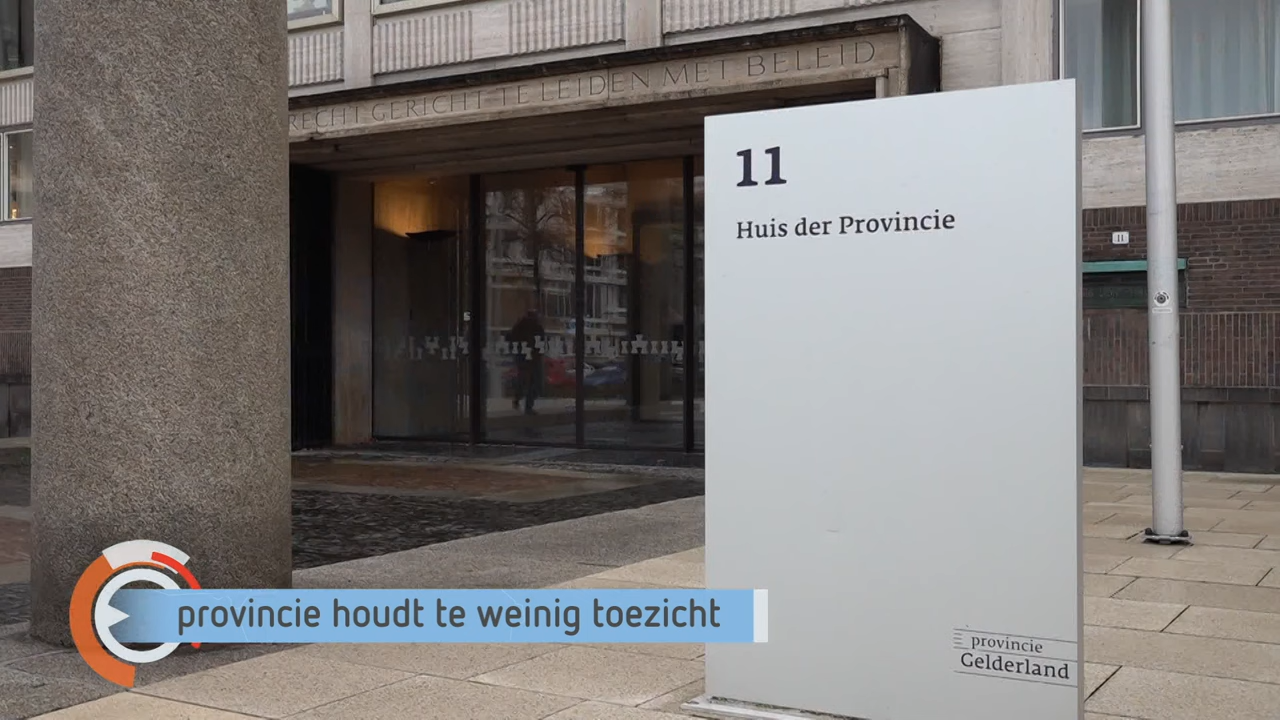 RECHT GERICHT TE LEIDEN MET BELEID
11
Huis der Provincie
11
provincie houdt te weinig toezicht
provincie
Gelderland